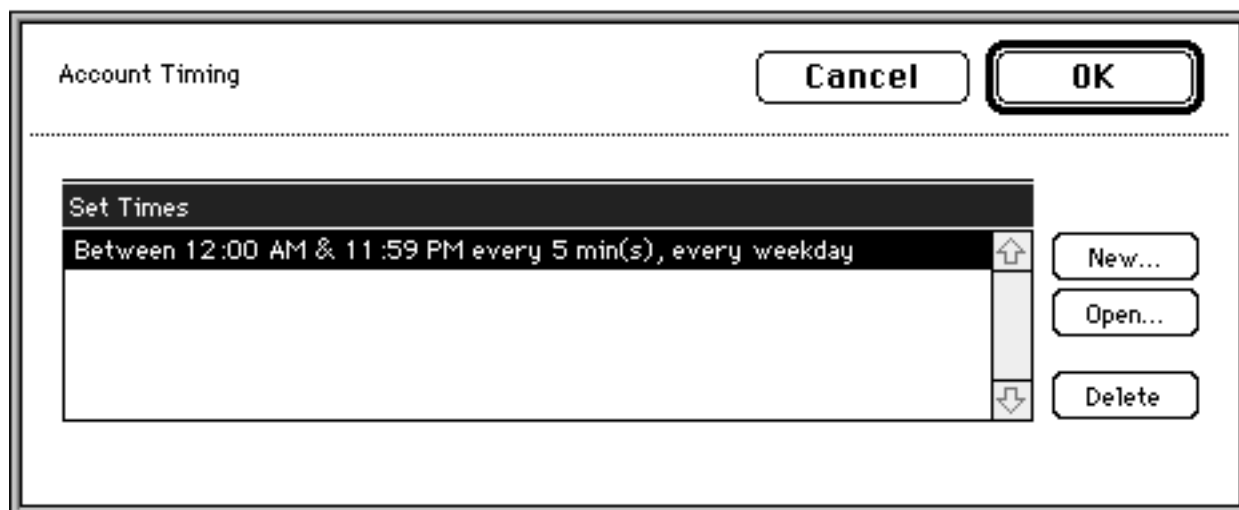 Account Timing
Cancel
OK
Set Times
Between 12:00 AM & 11:59 PM every 5 min(s), every weekday
New...
Open...
Delete